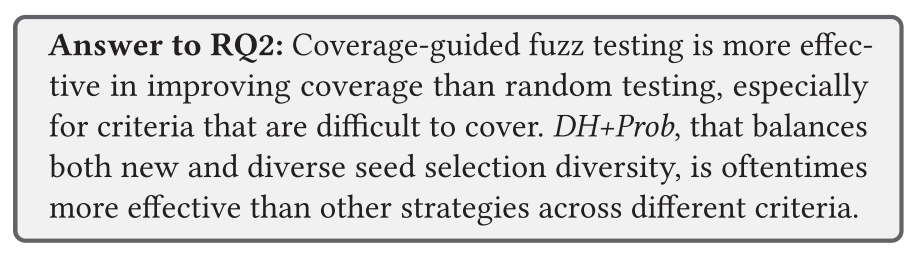 Answer to RQ2: Coverage-guided fuzz testing is more effec-
tive in improving coverage than random testing, especially
for criteria that are difficult to cover. DH+Prob, that balances
both new and diverse seed selection diversity, is oftentimes
more effective than other strategies across different criteria.